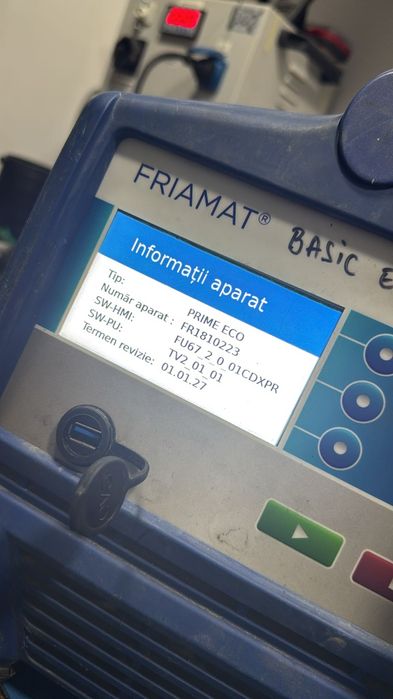 FRIAMAT®
BASIC E
Informații aparat
Tip: PRIME ECO
Număr aparat : FR1810223
SW-HMI: FU67_2_0_01CDXPR
SW-PU: TV2_01_01
Termen revizie: 01.01.27